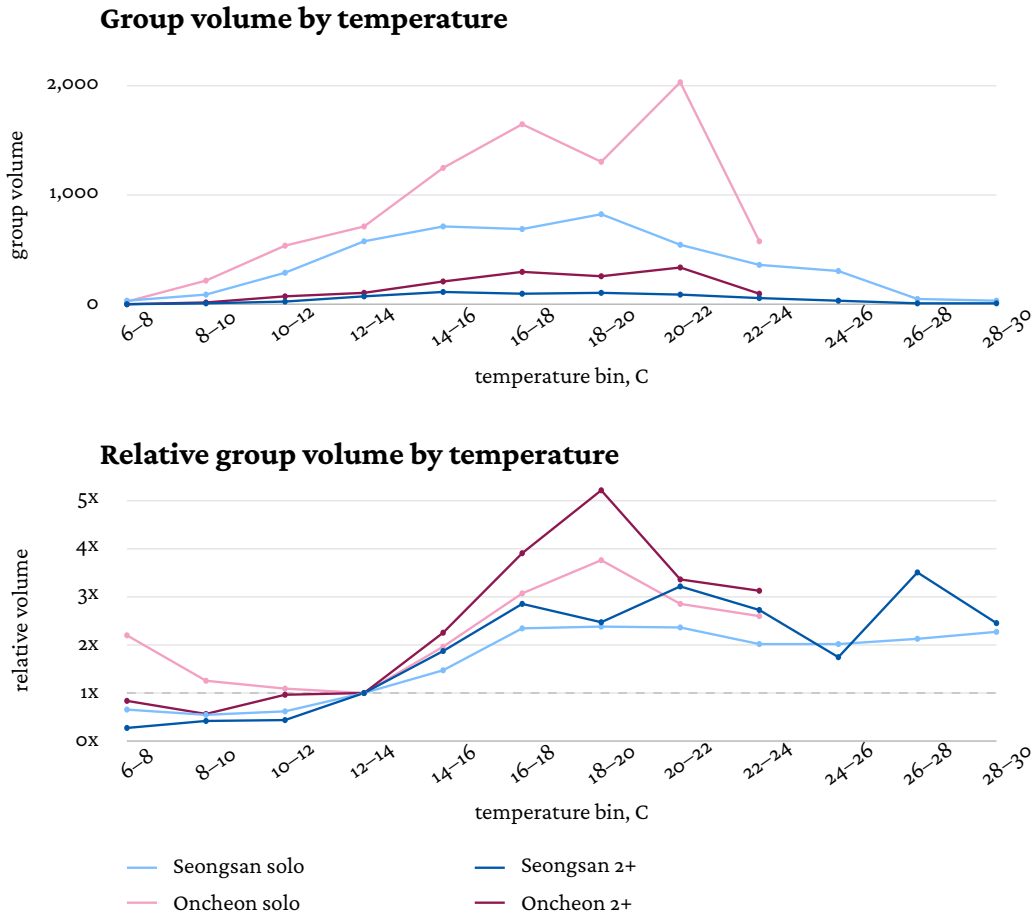 Group volume by temperature
group volume
2,000
1,000
0
6–8
8–10
10–12
12–14
14–16
16–18
18–20
20–22
22–24
24–26
26–28
28–30
temperature bin, C
Relative group volume by temperature
relative volume
5x
4x
3x
2x
1x
0x
6–8
8–10
10–12
12–14
14–16
16–18
18–20
20–22
22–24
24–26
26–28
28–30
temperature bin, C
Seongsan solo
Seongsan 2+
Oncheon solo
Oncheon 2+